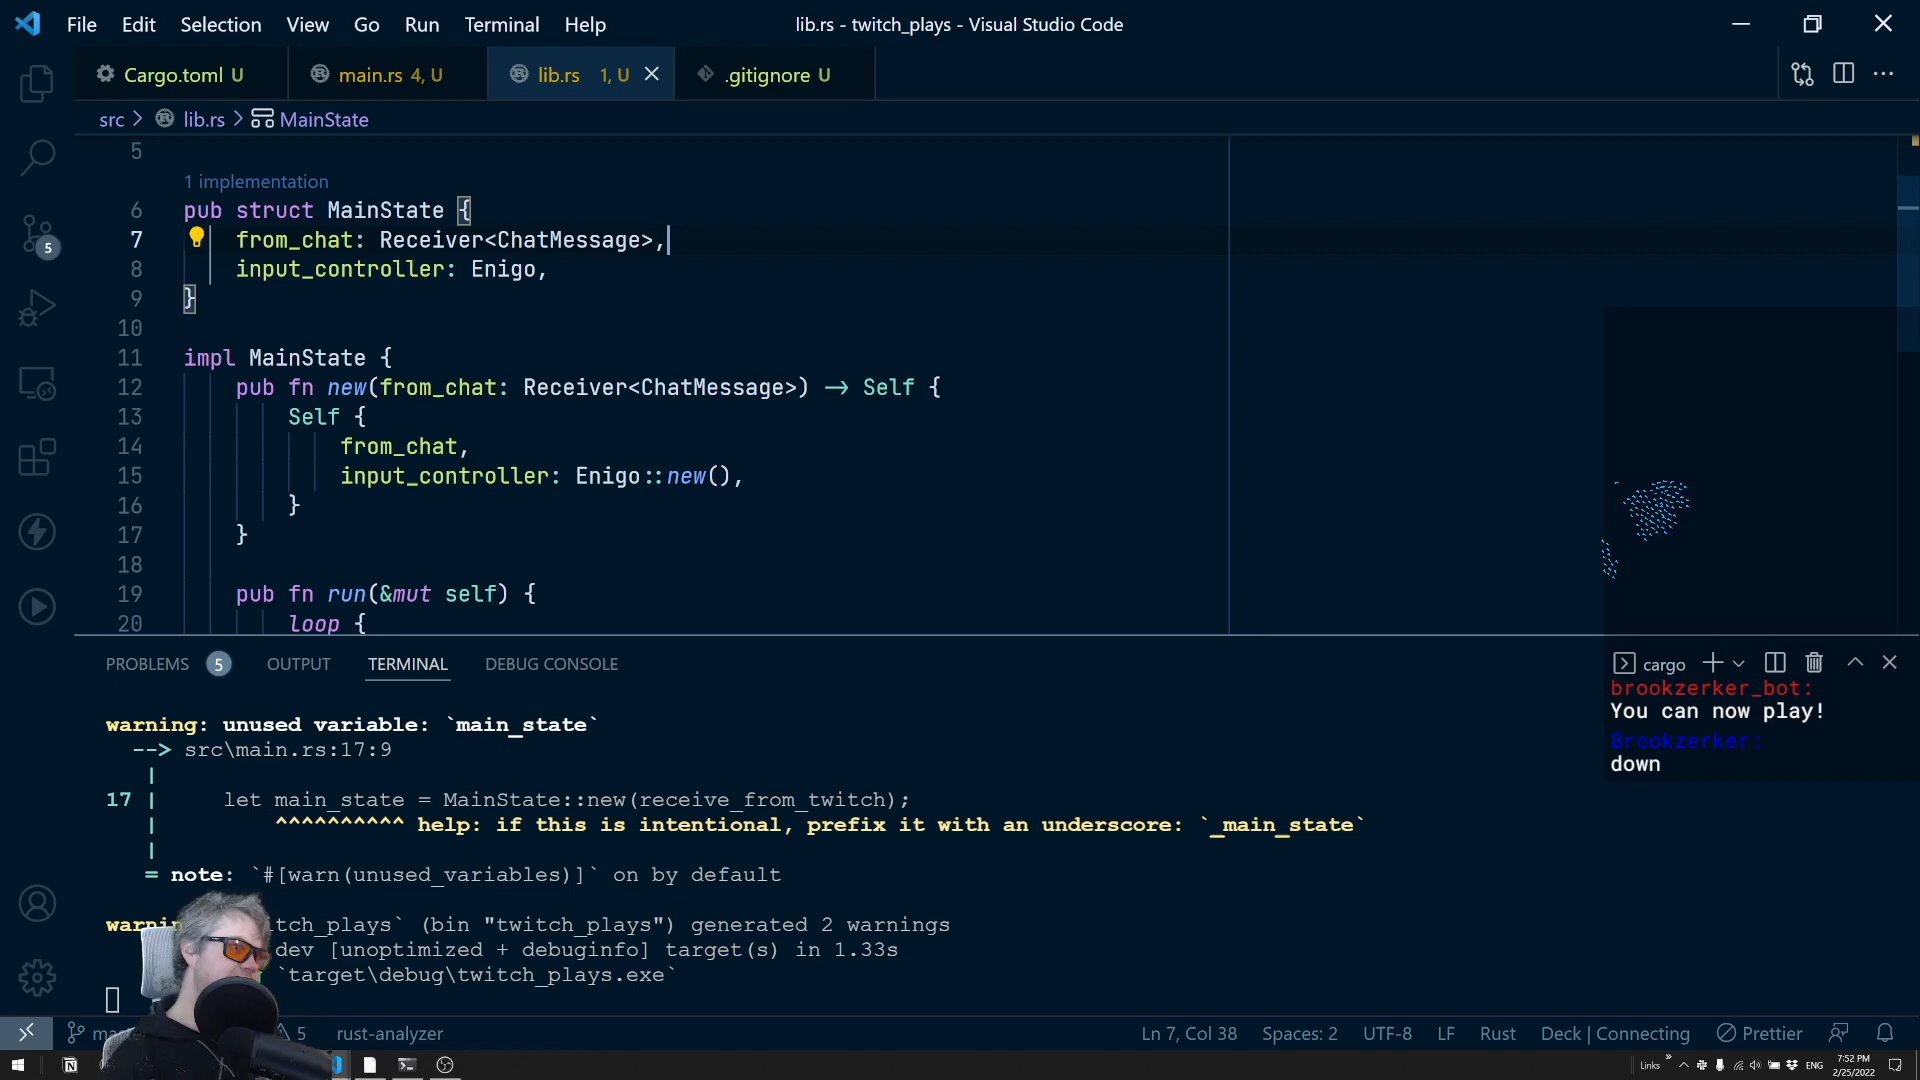 File Edit Selection View Go Run Terminal Help
lib.rs - twitch_plays - Visual Studio Code
Cargo.toml U
main.rs 4, U
lib.rs 1, U
.gitignore U
src > lib.rs > MainState
5
1 implementation
6 pub struct MainState {
7 from_chat: Receiver<ChatMessage>,
8 input_controller: Enigo,
9 }
10
11 impl MainState {
12 pub fn new(from_chat: Receiver<ChatMessage>) -> Self {
13 Self {
14 from_chat,
15 input_controller: Enigo::new(),
16 }
17 }
18
19 pub fn run(&mut self) {
20 loop {
5
PROBLEMS 5 OUTPUT TERMINAL DEBUG CONSOLE
cargo
brookzerker_bot:
You can now play!
Brookzerker:
down
warning: unused variable: `main_state`
--> src\main.rs:17:9
|
17 | let main_state = MainState::new(receive_from_twitch);
| ^^^^^^^^^^ help: if this is intentional, prefix it with an underscore: `_main_state`
|
= note: `#[warn(unused_variables)]` on by default
itch_plays` (bin "twitch_plays") generated 2 warnings
dev [unoptimized + debuginfo] target(s) in 1.33s
`target\debug\twitch_plays.exe`
5 rust-analyzer
Ln 7, Col 38 Spaces: 2 UTF-8 LF Rust Deck | Connecting Prettier
Links
ENG
7:52 PM
2/25/2022